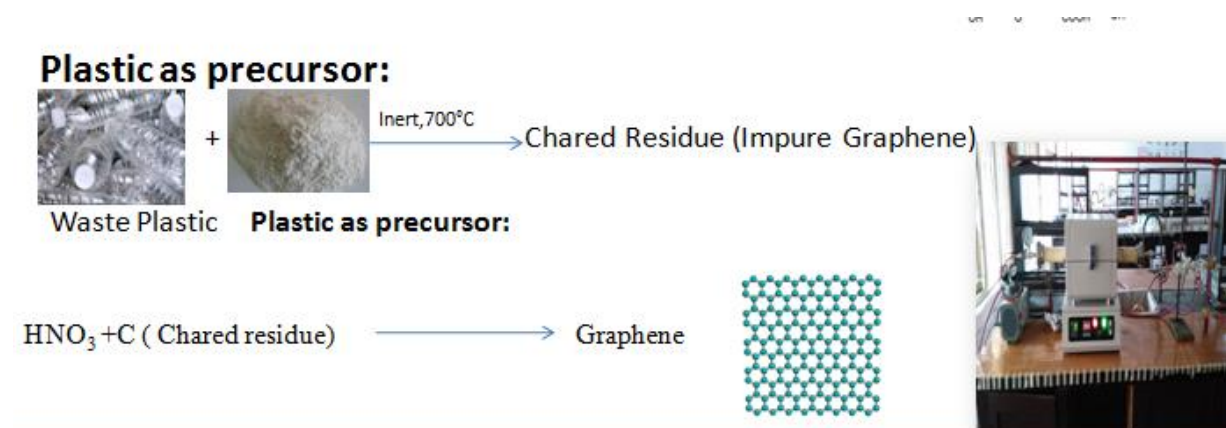 Plastic as precursor:
+
Inert,700°C
Chared Residue (Impure Graphene)
Waste Plastic
Plastic as precursor:
HNO₃ +C ( Chared residue)
Graphene